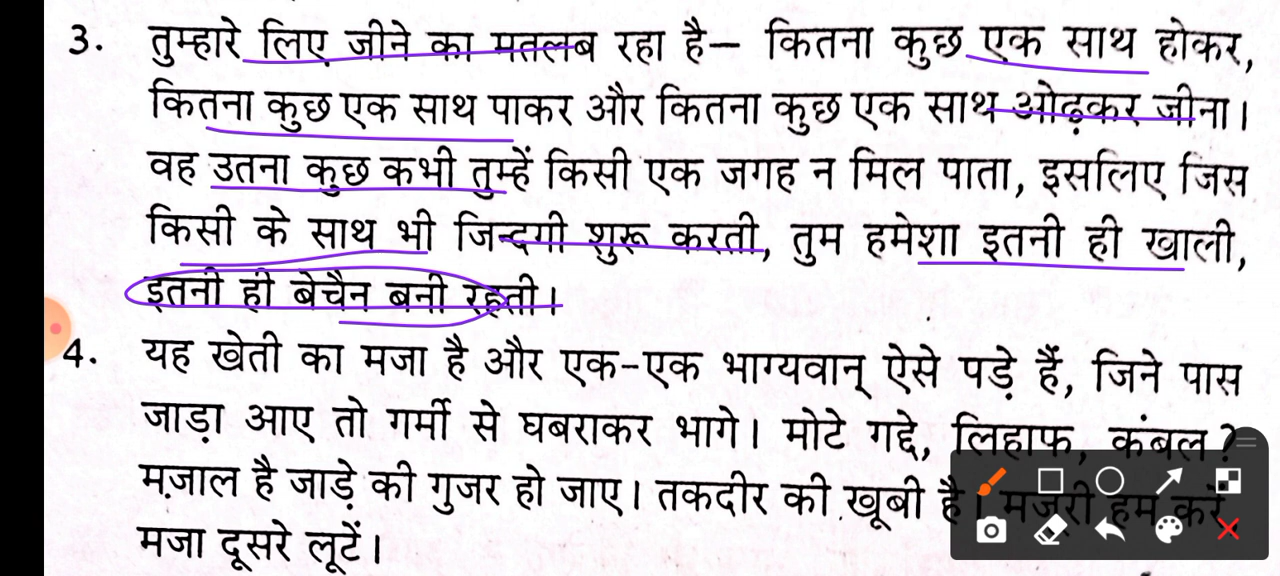 3. तुम्हारे लिए जीने का मतलब रहा है– कितना कुछ एक साथ होकर,
कितना कुछ एक साथ पाकर और कितना कुछ एक साथ ओढ़कर जीना।
वह उतना कुछ कभी तुम्हें किसी एक जगह न मिल पाता, इसलिए जिस
किसी के साथ भी जिन्दगी शुरू करती, तुम हमेशा इतनी ही खाली,
इतनी ही बेचैन बनी रहती।
4. यह खेती का मजा है और एक-एक भाग्यवान् ऐसे पड़े हैं, जिने पास
जाड़ा आए तो गर्मी से घबराकर भागे। मोटे गद्दे, लिहाफ, कंबल?
मज़ाल है जाड़े की गुजर हो जाए। तकदीर की खूबी है। मजूरी हम करें,
मजा दूसरे लूटें।